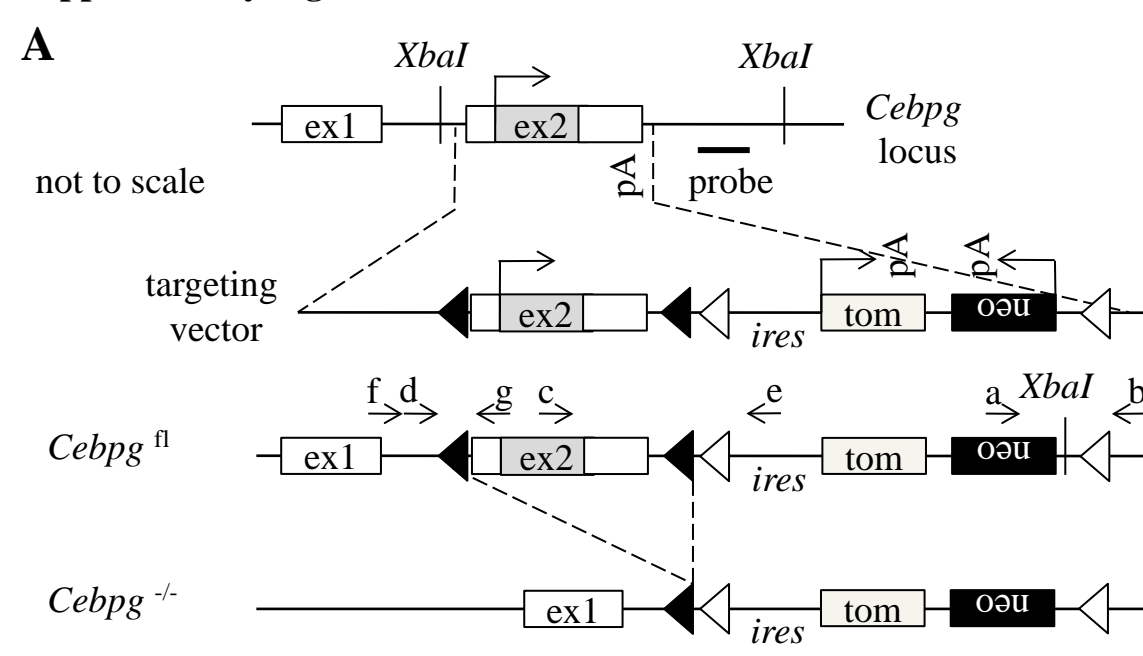 A
XbaI XbaI
ex1 ex2 Cebpg
locus
not to scale pA probe
pA pA
targeting
vector
ex2 ires tom neo
f d g c e a XbaI b
Cebpg fl ex1 ex2 ires tom neo
Cebpg -/- ex1 ires tom neo